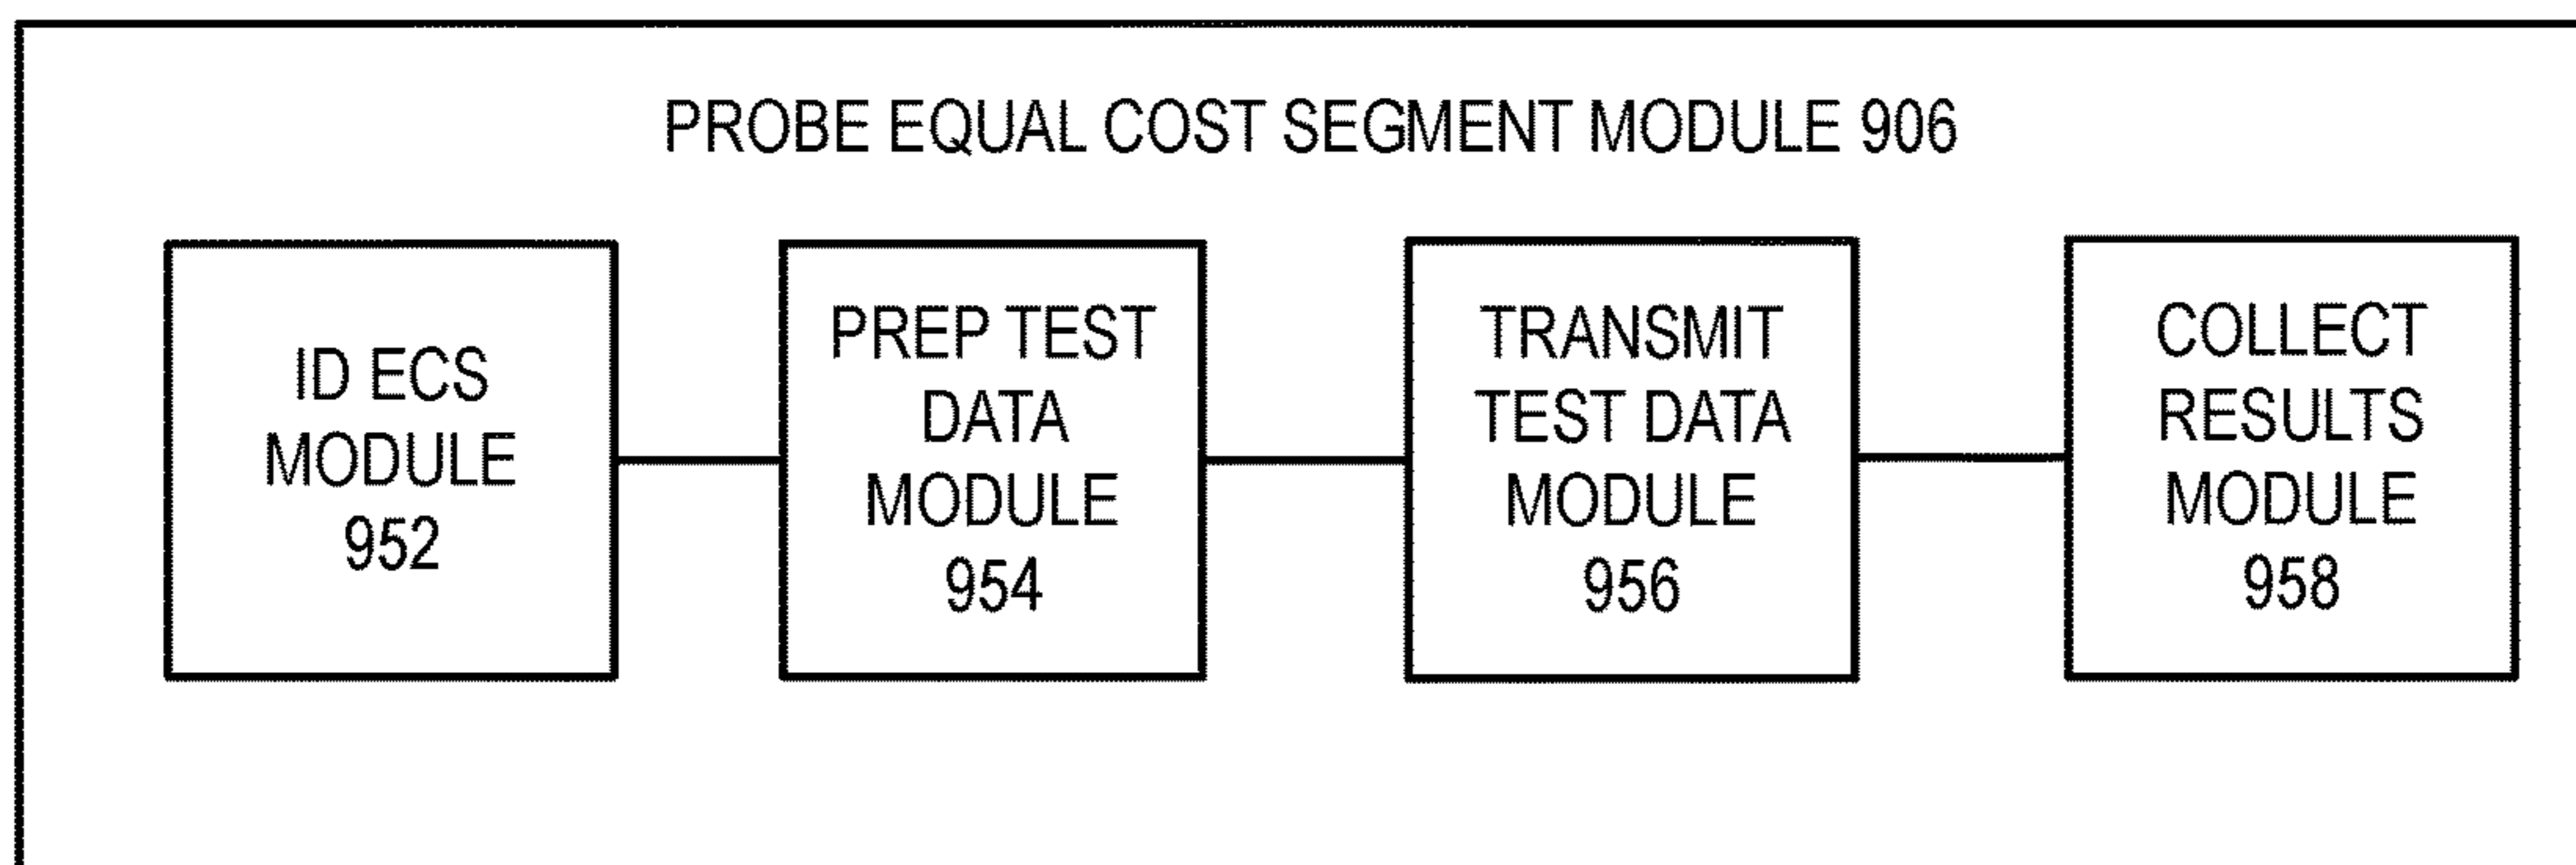 PROBE EQUAL COST SEGMENT MODULE 906
ID ECS
MODULE
952
PREP TEST
DATA
MODULE
954
TRANSMIT
TEST DATA
MODULE
956
COLLECT
RESULTS
MODULE
958